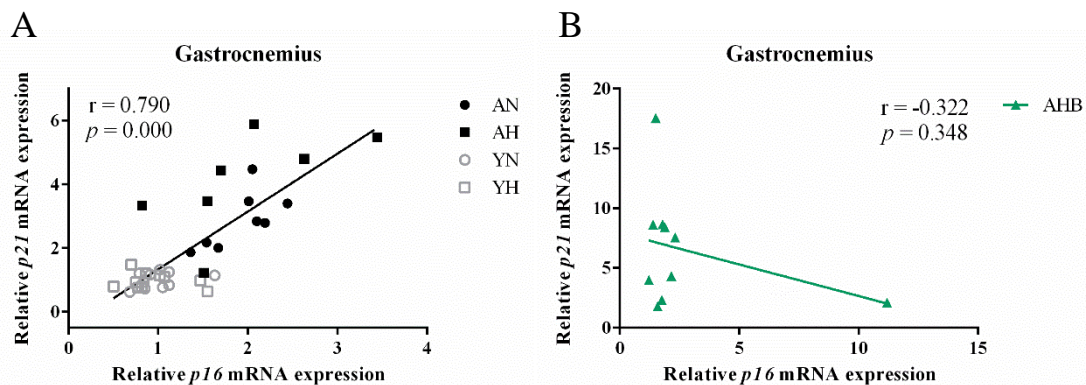 A
Gastrocnemius
Relative p21 mRNA expression
6
4
2
0
r = 0.790
p = 0.000
0 1 2 3 4
Relative p16 mRNA expression
AN
AH
YN
YH
B
Gastrocnemius
Relative p21 mRNA expression
20
15
10
5
0
r = -0.322
p = 0.348
0 5 10 15
Relative p16 mRNA expression
AHB